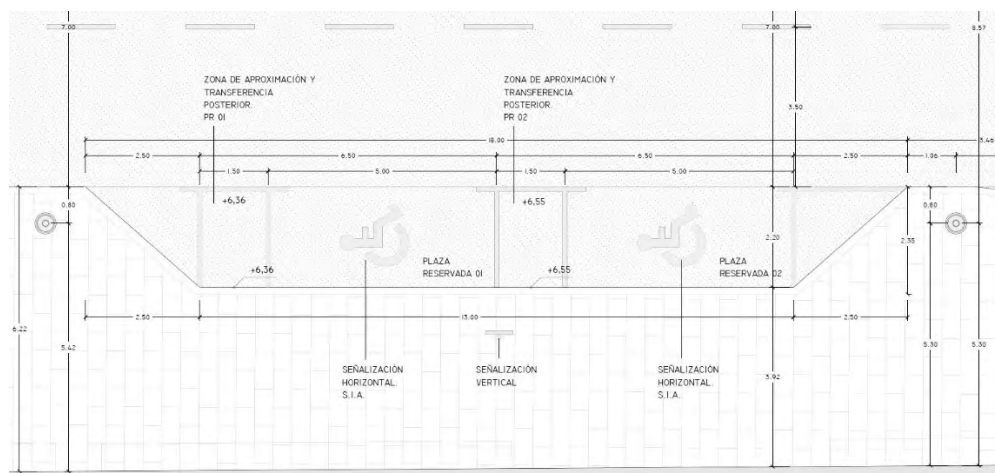 7.00
7.00
6.57
ZONA DE APROXIMACIÓN Y
TRANSFERENCIA
POSTERIOR.
PR 01
ZONA DE APROXIMACIÓN Y
TRANSFERENCIA
POSTERIOR.
PR 02
3.50
18.00
3.46
2.50
6.50
6.50
2.50
1.96
1.50
5.00
1.50
5.00
0.80
+6,36
+6,55
0.80
2.20
2.35
PLAZA
RESERVADA 01
PLAZA
RESERVADA 02
+6,36
+6,55
2.50
13.00
2.50
6.22
5.42
5.30
5.30
SEÑALIZACIÓN
HORIZONTAL.
S.I.A.
SEÑALIZACIÓN
VERTICAL
SEÑALIZACIÓN
HORIZONTAL.
S.I.A.
3.92